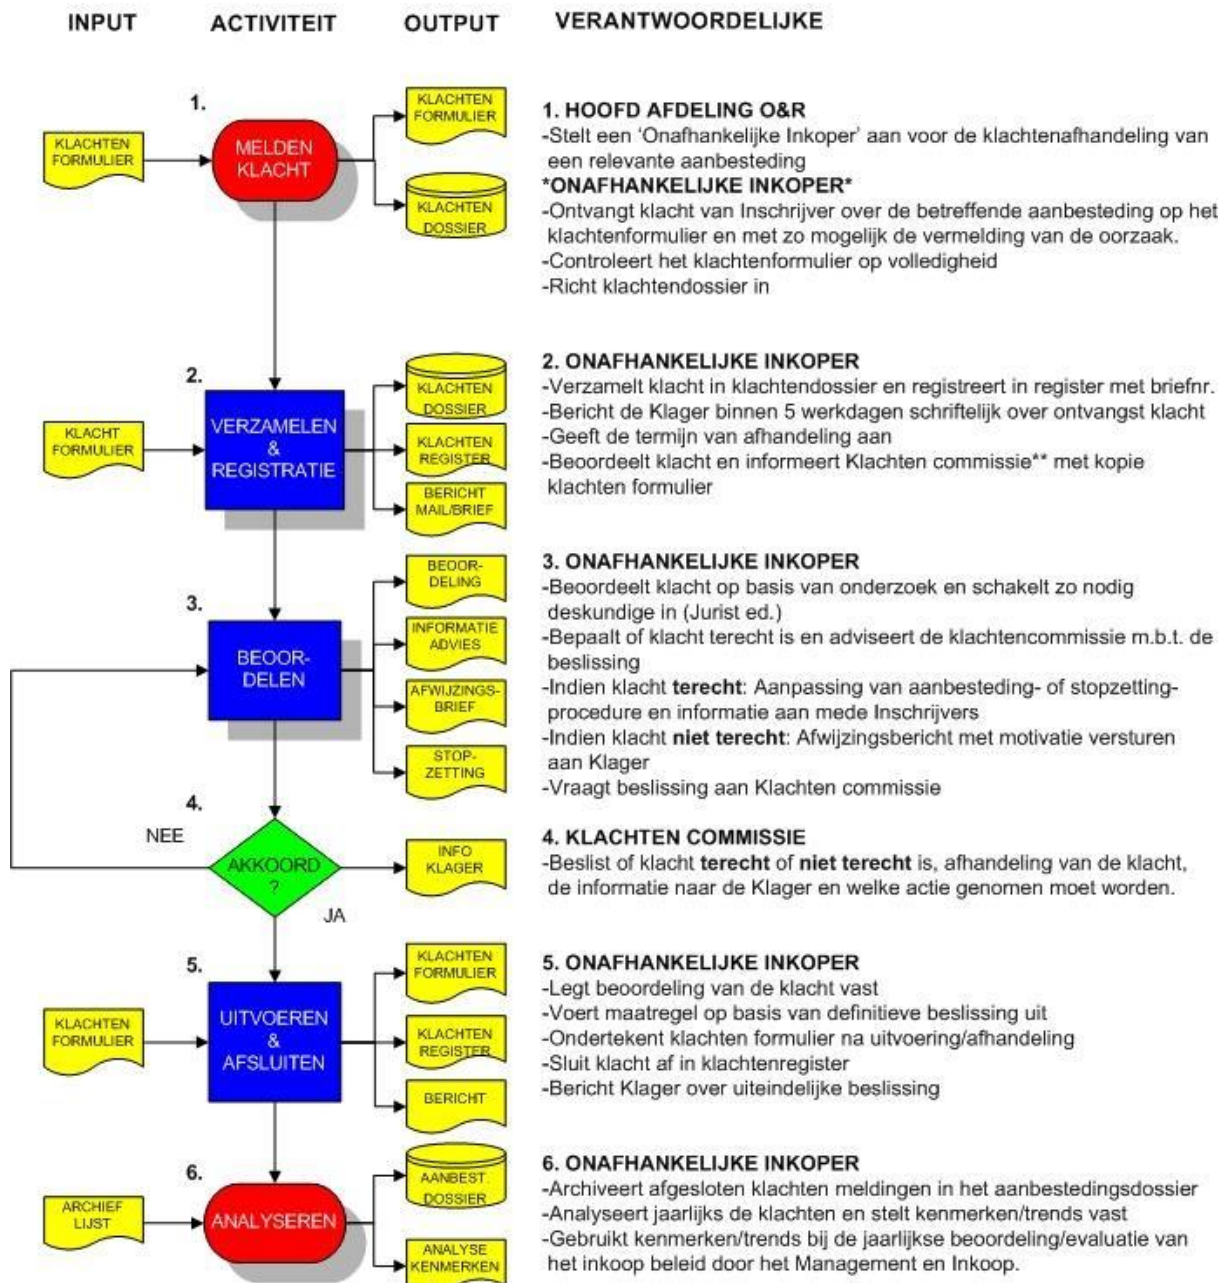 INPUT
ACTIVITEIT
OUTPUT
VERANTWOORDELIJKE
1.
KLACHTEN
FORMULIER
MELDEN
KLACHT
KLACHTEN
FORMULIER
KLACHTEN
DOSSIER
1. HOOFD AFDELING O&R
-Stelt een ‘Onafhankelijke Inkoper’ aan voor de klachtenafhandeling van
een relevante aanbesteding
*ONAFHANKELIJKE INKOPER*
-Ontvangt klacht van Inschrijver over de betreffende aanbesteding op het
klachtenformulier en met zo mogelijk de vermelding van de oorzaak.
-Controleert het klachtenformulier op volledigheid
-Richt klachtendossier in
2.
KLACHT
FORMULIER
VERZAMELEN
&
REGISTRATIE
KLACHTEN
DOSSIER
KLACHTEN
REGISTER
BERICHT
MAIL/BRIEF
2. ONAFHANKELIJKE INKOPER
-Verzamelt klacht in klachtendossier en registreert in register met briefnr.
-Bericht de Klager binnen 5 werkdagen schriftelijk over ontvangst klacht
-Geeft de termijn van afhandeling aan
-Beoordeelt klacht en informeert Klachten commissie** met kopie
klachten formulier
3.
BEOOR-
DELEN
BEOOR-
DELING
INFORMATIE
ADVIES
AFWIJZINGS-
BRIEF
STOP-
ZETTING
3. ONAFHANKELIJKE INKOPER
-Beoordeelt klacht op basis van onderzoek en schakelt zo nodig
deskundige in (Jurist ed.)
-Bepaalt of klacht terecht is en adviseert de klachtencommissie m.b.t. de
beslissing
-Indien klacht terecht: Aanpassing van aanbesteding- of stopzetting-
procedure en informatie aan mede Inschrijvers
-Indien klacht niet terecht: Afwijzingsbericht met motivatie versturen
aan Klager
-Vraagt beslissing aan Klachten commissie
4.
NEE
AKKOORD
?
JA
INFO
KLAGER
4. KLACHTEN COMMISSIE
-Beslist of klacht terecht of niet terecht is, afhandeling van de klacht,
de informatie naar de Klager en welke actie genomen moet worden.
5.
KLACHTEN
FORMULIER
UITVOEREN
&
AFSLUITEN
KLACHTEN
FORMULIER
KLACHTEN
REGISTER
BERICHT
5. ONAFHANKELIJKE INKOPER
-Legt beoordeling van de klacht vast
-Voert maatregel op basis van definitieve beslissing uit
-Ondertekent klachten formulier na uitvoering/afhandeling
-Sluit klacht af in klachtenregister
-Bericht Klager over uiteindelijke beslissing
6.
ARCHIEF
LIJST
ANALYSEREN
AANBEST.
DOSSIER
ANALYSE
KENMERKEN
6. ONAFHANKELIJKE INKOPER
-Archiveert afgesloten klachten meldingen in het aanbestedingsdossier
-Analyseert jaarlijks de klachten en stelt kenmerken/trends vast
-Gebruikt kenmerken/trends bij de jaarlijkse beoordeling/evaluatie van
het inkoop beleid door het Management en Inkoop.